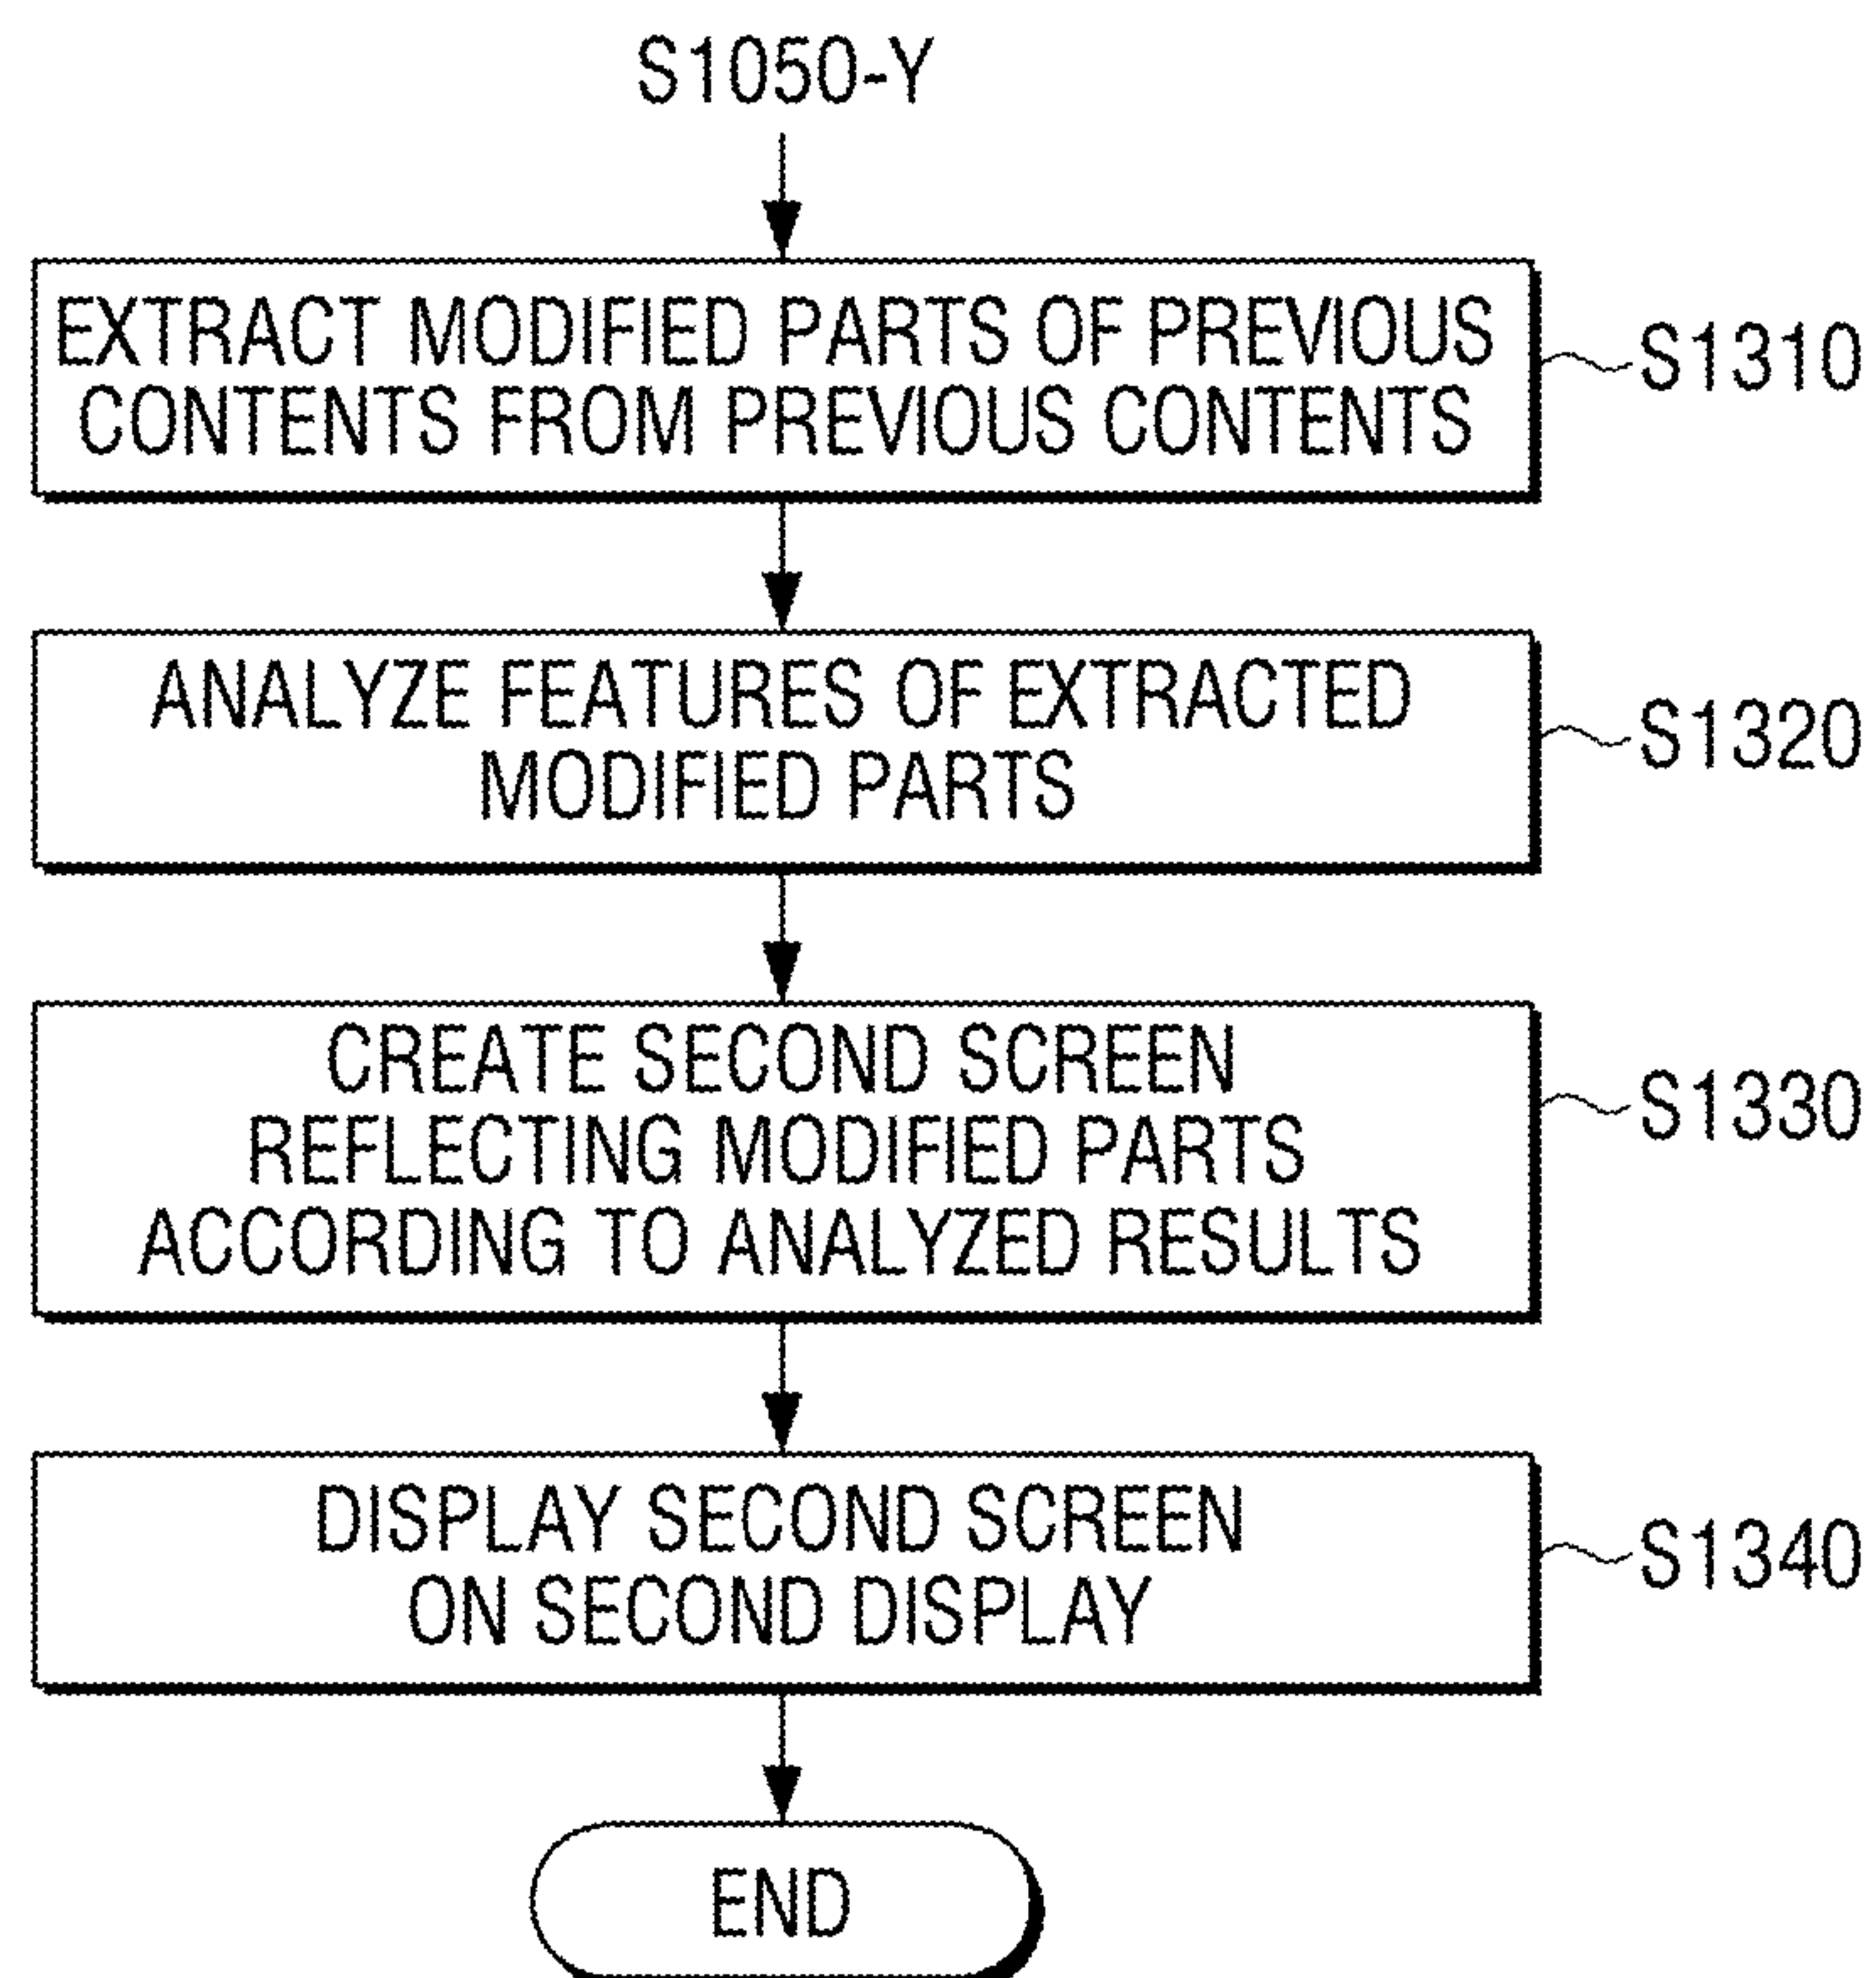 S1050-Y
EXTRACT MODIFIED PARTS OF PREVIOUS
CONTENTS FROM PREVIOUS CONTENTS
S1310
ANALYZE FEATURES OF EXTRACTED
MODIFIED PARTS
S1320
CREATE SECOND SCREEN
REFLECTING MODIFIED PARTS
ACCORDING TO ANALYZED RESULTS
S1330
DISPLAY SECOND SCREEN
ON SECOND DISPLAY
S1340
END